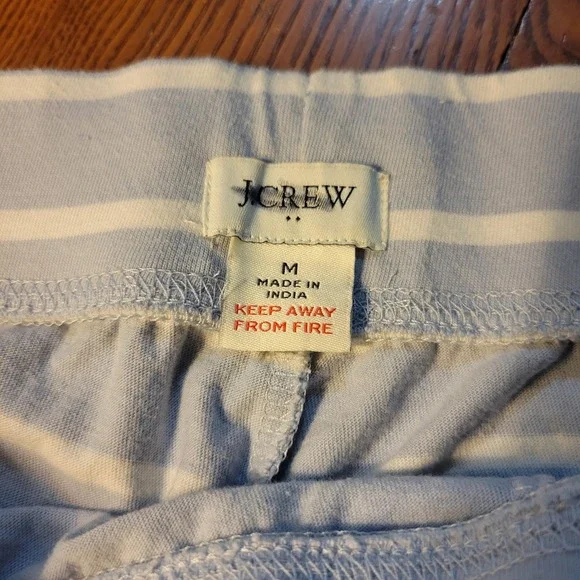 J.CREW
M
MADE IN
INDIA
KEEP AWAY
FROM FIRE